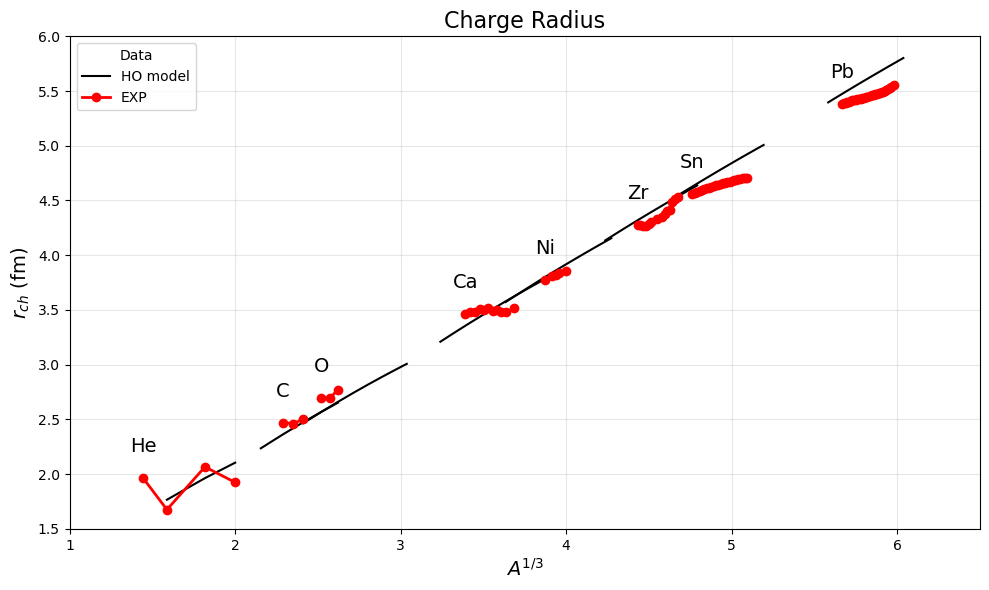 Charge Radius
Data
HO model
EXP
He
C
O
Ca
Ni
Zr
Sn
Pb
6.0
5.5
5.0
4.5
4.0
3.5
3.0
2.5
2.0
1.5
r_{ch} (fm)
1 2 3 4 5 6
A^{1/3}